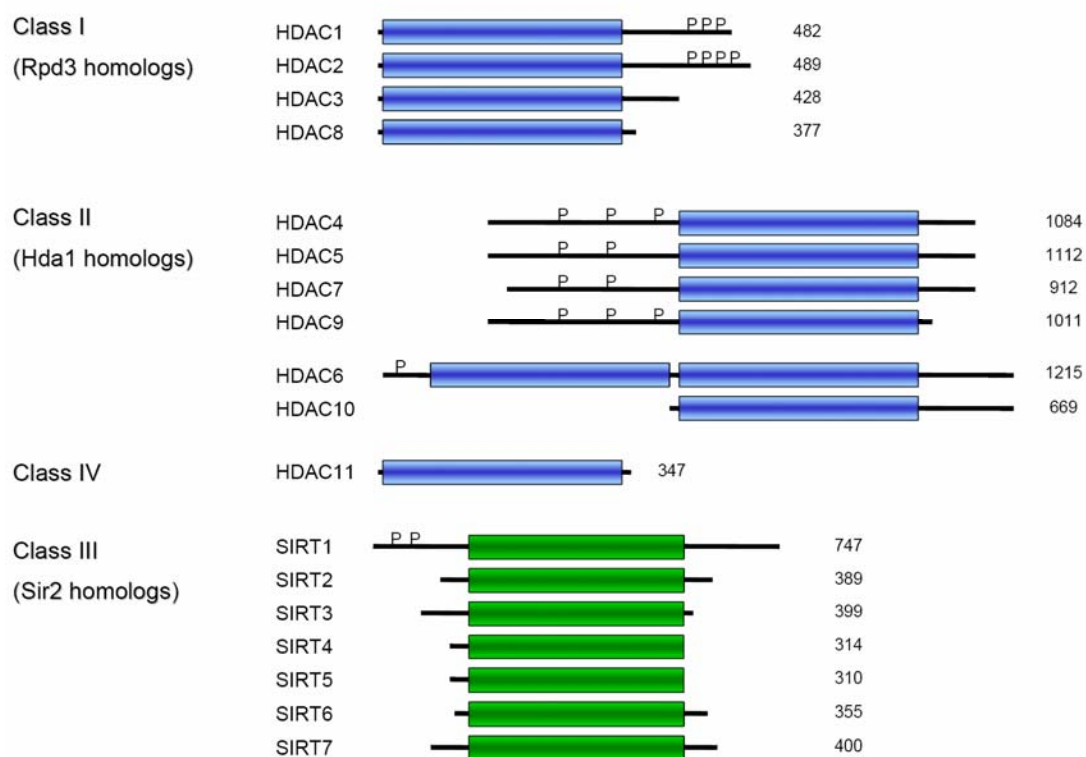 Class I
(Rpd3 homologs)
HDAC1 P P P 482
HDAC2 P P P P 489
HDAC3 428
HDAC8 377
Class II
(Hda1 homologs)
HDAC4 P P P 1084
HDAC5 P P 1112
HDAC7 P P 912
HDAC9 P P P 1011
HDAC6 P 1215
HDAC10 669
Class IV
HDAC11 347
Class III
(Sir2 homologs)
SIRT1 P P 747
SIRT2 389
SIRT3 399
SIRT4 314
SIRT5 310
SIRT6 355
SIRT7 400